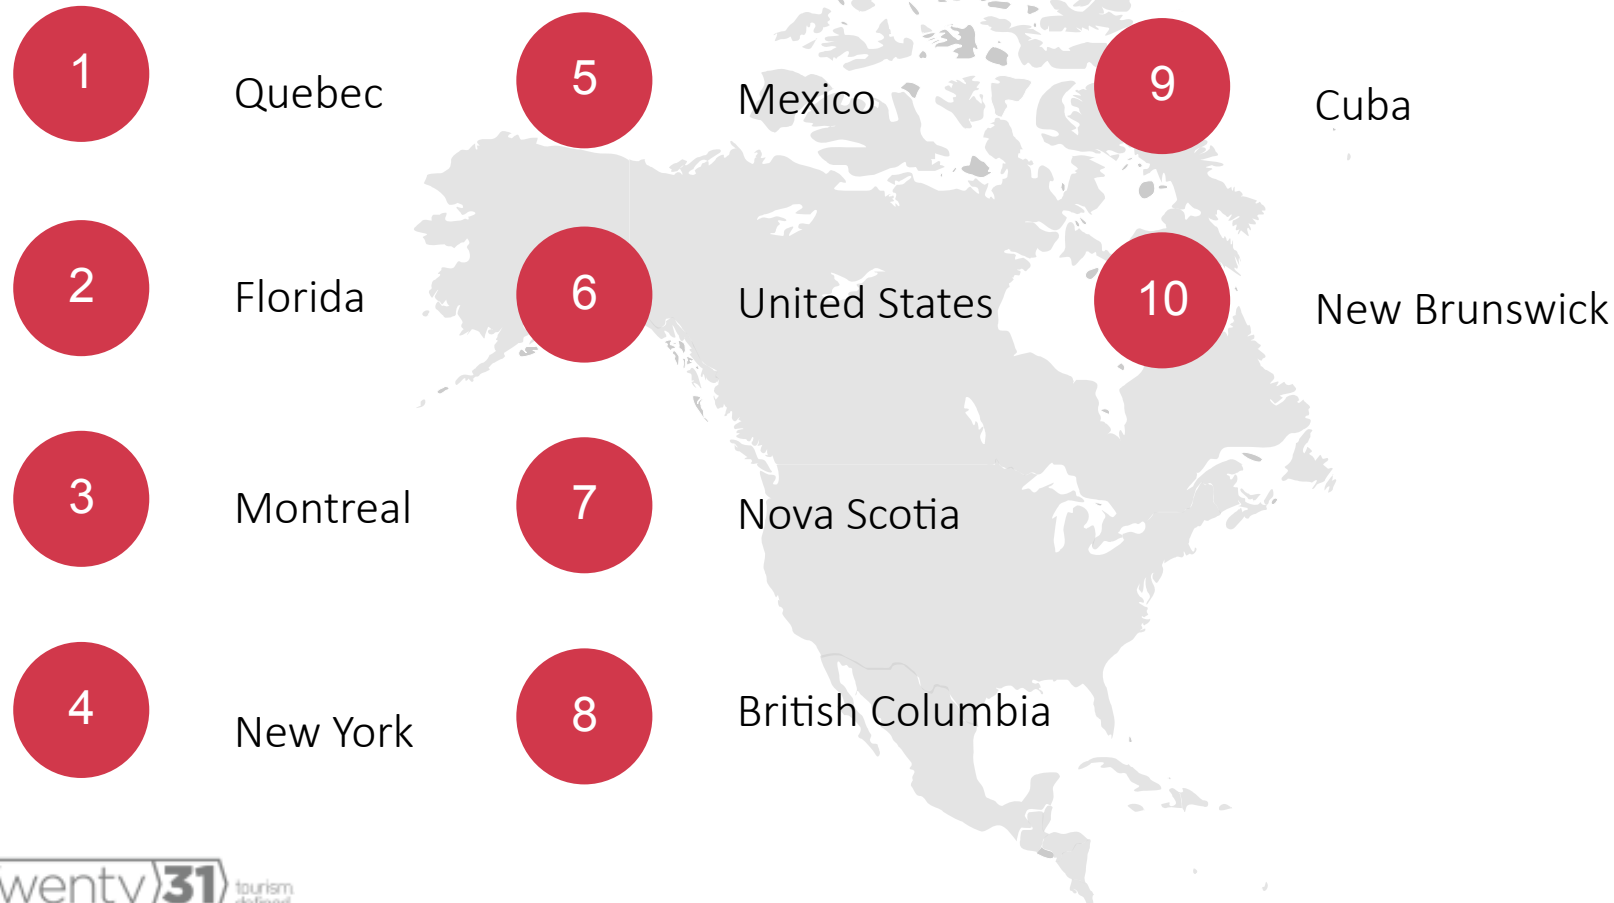 1
Quebec
2
Florida
3
Montreal
4
New York
5
Mexico
6
United States
7
Nova Scotia
8
British Columbia
9
Cuba
10
New Brunswick
31
tourism